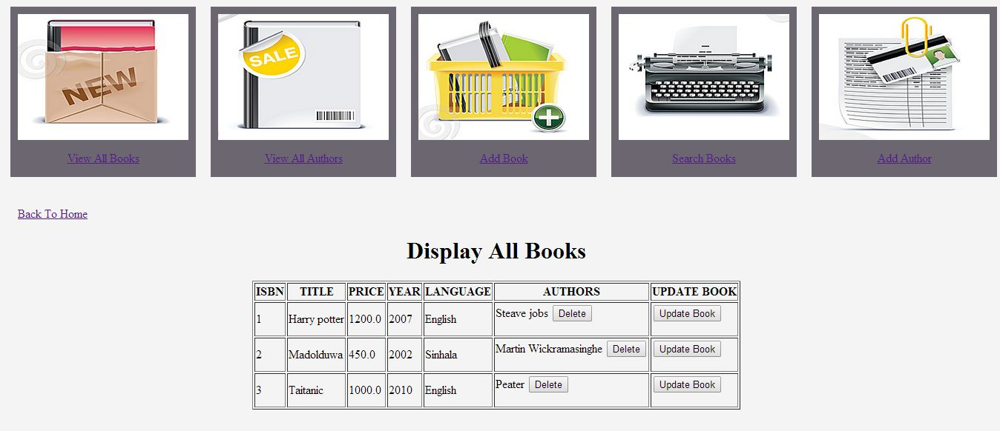 NEW
SALE
View All Books
View All Authors
Add Book
Search Books
Add Author
Back To Home
Display All Books
ISBN TITLE PRICE YEAR LANGUAGE AUTHORS UPDATE BOOK
1 Harry potter 1200.0 2007 English Steave jobs Delete Update Book
2 Madolduwa 450.0 2002 Sinhala Martin Wickramasinghe Delete Update Book
3 Taitanic 1000.0 2010 English Peater Delete Update Book